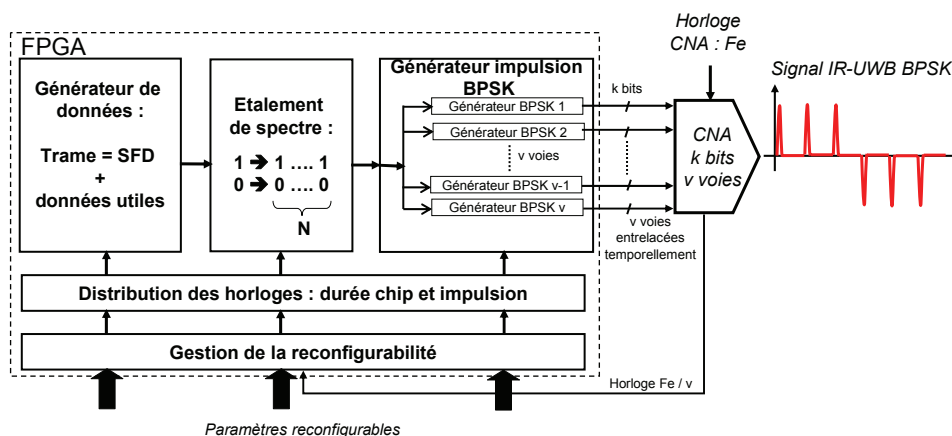 FPGA
Générateur de
données :
Trame = SFD
+
données utiles
Etalement
de spectre :
1 ➔ 1 .... 1
0 ➔ 0 .... 0
N
Générateur impulsion
BPSK
Générateur BPSK 1
Générateur BPSK 2
v voies
Générateur BPSK v-1
Générateur BPSK v
k bits
v voies
entrelacées
temporellement
Horloge
CNA : Fe
CNA
k bits
v voies
Signal IR-UWB BPSK
Distribution des horloges : durée chip et impulsion
Gestion de la reconfigurabilité
Horloge Fe / v
Paramètres reconfigurables